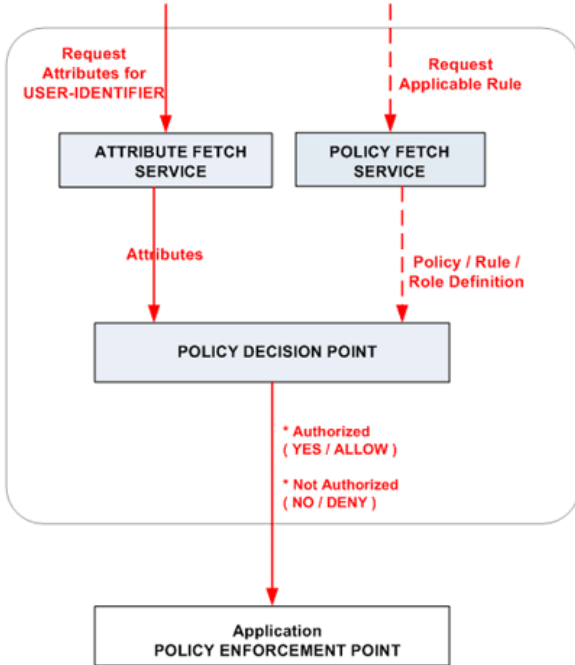 Request
Attributes for
USER-IDENTIFIER
Request
Applicable Rule
ATTRIBUTE FETCH
SERVICE
POLICY FETCH
SERVICE
Attributes
Policy / Rule /
Role Definition
POLICY DECISION POINT
* Authorized
( YES / ALLOW )
* Not Authorized
( NO / DENY )
Application
POLICY ENFORCEMENT POINT